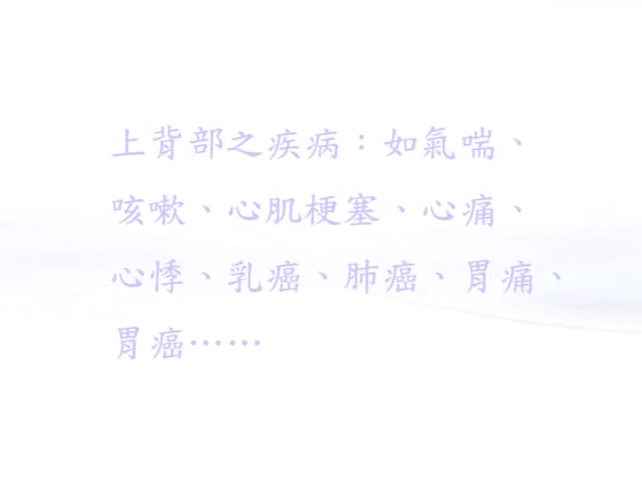 上背部之疾病：如氣喘、
咳嗽、心肌梗塞、心痛、
心悸、乳癌、肺癌、胃痛、
胃癌……